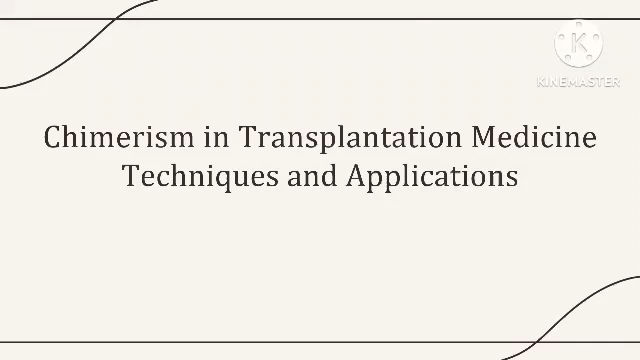 KINEMASTER
Chimerism in Transplantation Medicine
Techniques and Applications